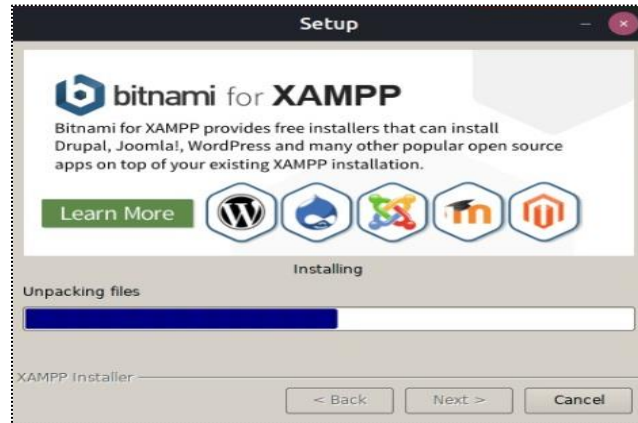 Setup
bitnami for XAMPP
Bitnami for XAMPP provides free installers that can install
Drupal, Joomla!, WordPress and many other popular open source
apps on top of your existing XAMPP installation.
Learn More
Installing
Unpacking files
XAMPP Installer
< Back Next > Cancel